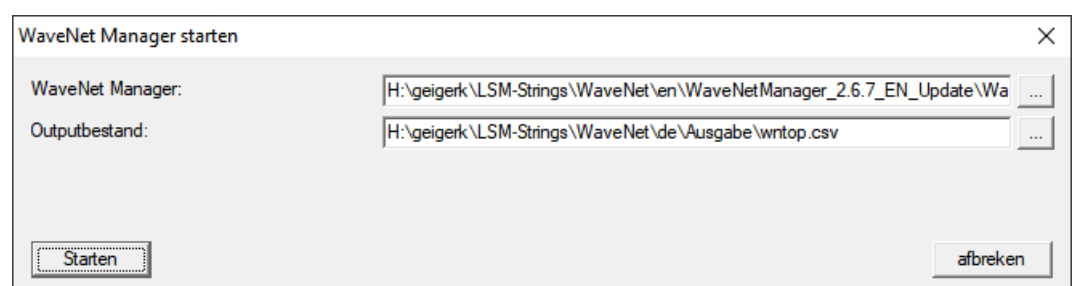 WaveNet Manager starten
WaveNet Manager: H:\geigerk\LSM-Strings\WaveNet\en\WaveNetManager_2.6.7_EN_Update\Wa ...
Outputbestand: H:\geigerk\LSM-Strings\WaveNet\de\Ausgabe\wntop.csv ...
Starten afbreken